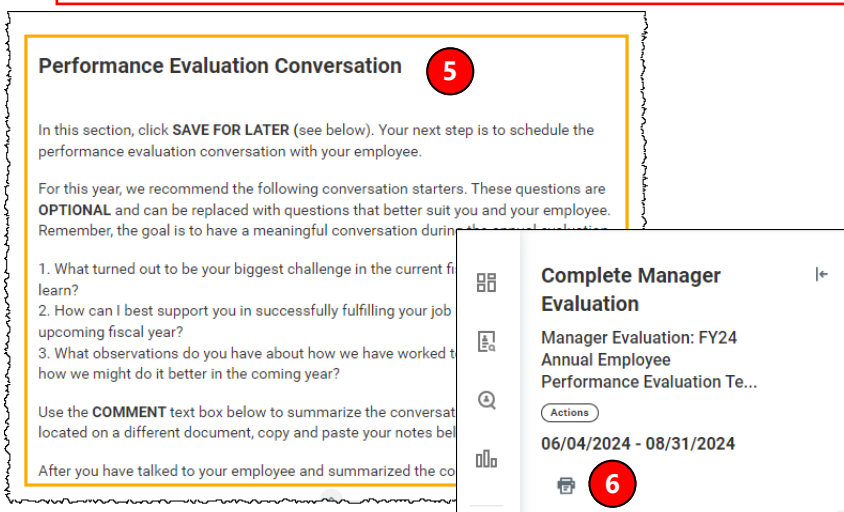 Performance Evaluation Conversation
5
In this section, click SAVE FOR LATER (see below). Your next step is to schedule the
performance evaluation conversation with your employee.
For this year, we recommend the following conversation starters. These questions are
OPTIONAL and can be replaced with questions that better suit you and your employee.
Remember, the goal is to have a meaningful conversation during the annual evaluation
1. What turned out to be your biggest challenge in the current
learn?
2. How can I best support you in successfully fulfilling your job
upcoming fiscal year?
3. What observations do you have about how we have worked
how we might do it better in the coming year?
Use the COMMENT text box below to summarize the
located on a different document, copy and paste your notes
After you have talked to your employee and summarized the
Complete Manager
Evaluation
Manager Evaluation: FY24
Annual Employee
Performance Evaluation Te...
Actions
06/04/2024 - 08/31/2024
6